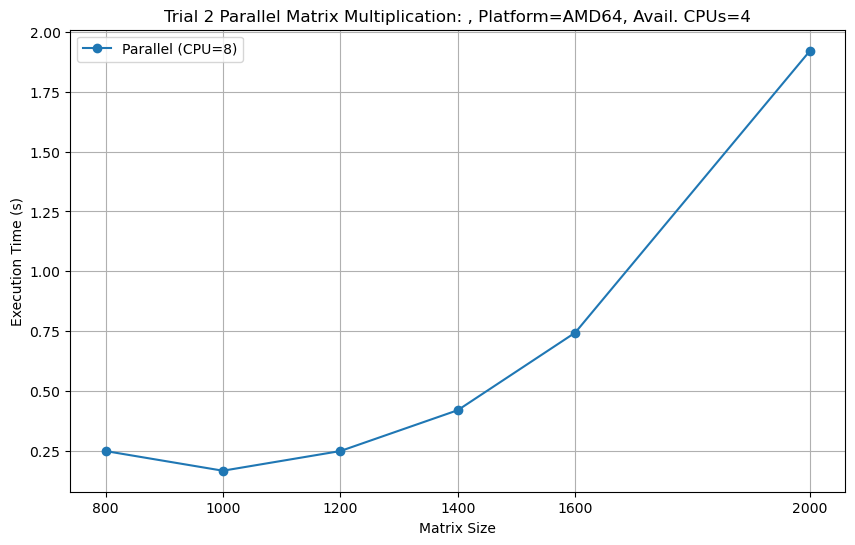 Trial 2 Parallel Matrix Multiplication: , Platform=AMD64, Avail. CPUs=4
Parallel (CPU=8)
Execution Time (s)
2.00
1.75
1.50
1.25
1.00
0.75
0.50
0.25
800 1000 1200 1400 1600 2000
Matrix Size